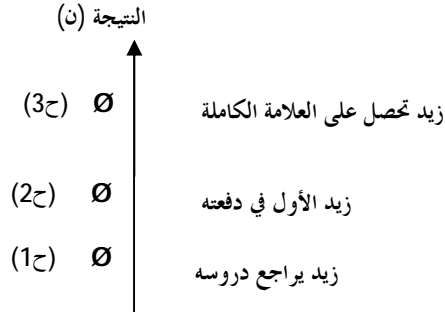 النتيجة (ن)
زيد تحصل على العلامة الكاملة Ø (ح3)
زيد الأول في دفعته Ø (ح2)
زيد يراجع دروسه Ø (ح1)